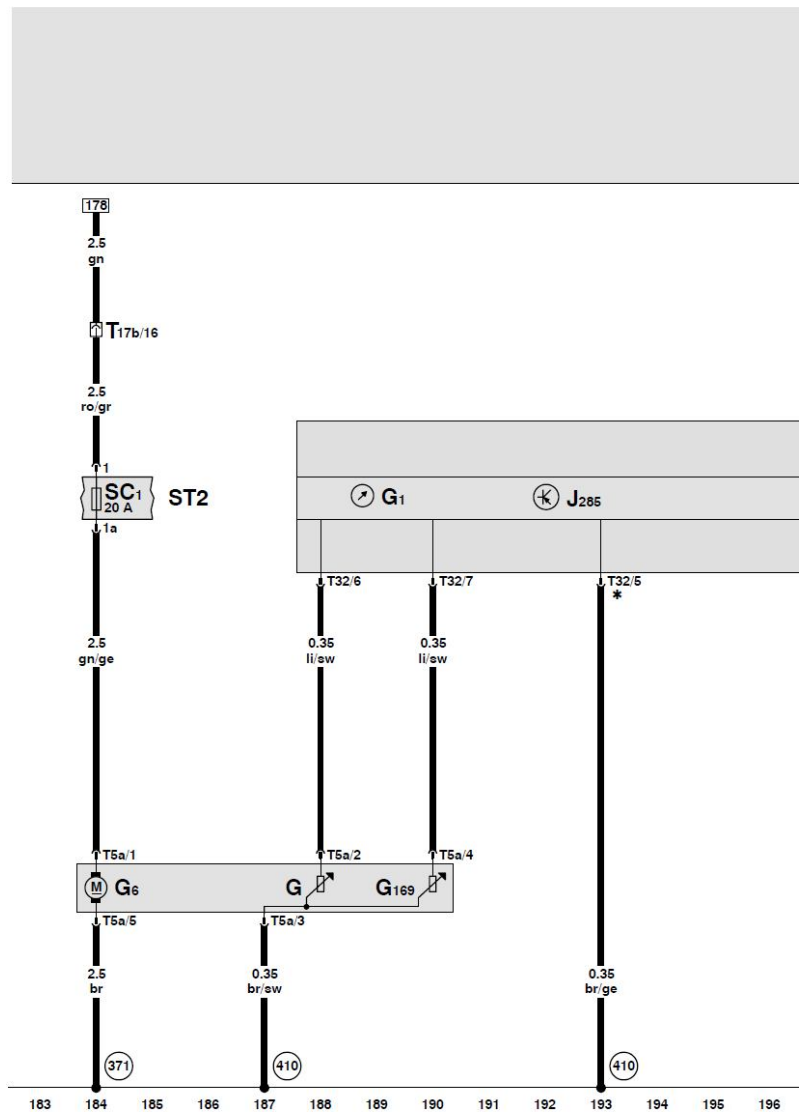 178
2.5
gn
T17b/16
2.5
ro/gr
1
SC1
20 A
ST2
1a
G1
J285
T32/6
T32/7
T32/5
*
2.5
gn/ge
0.35
li/sw
0.35
li/sw
T5a/1
T5a/2
T5a/4
M
G6
G
G169
T5a/5
T5a/3
2.5
br
0.35
br/sw
0.35
br/ge
371
410
410
183 184 185 186 187 188 189 190 191 192 193 194 195 196